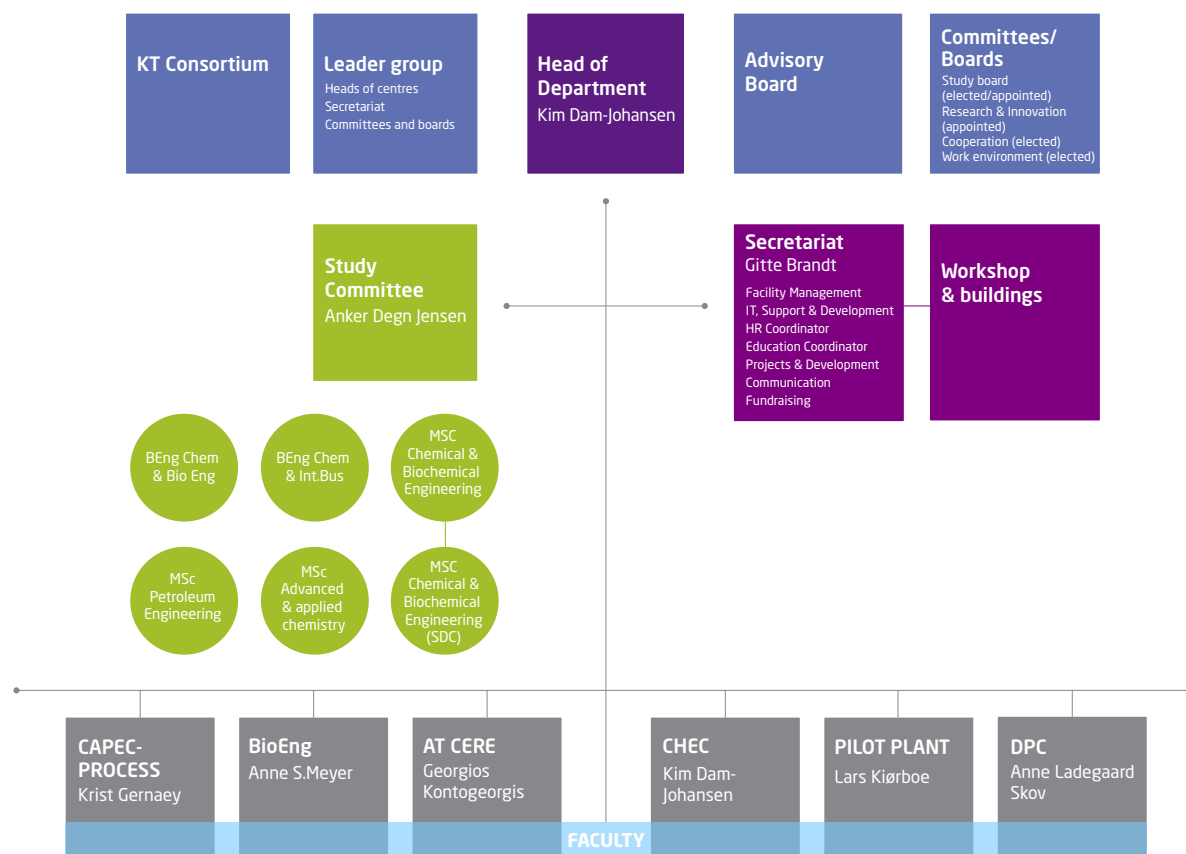 KT Consortium
Leader group
Heads of centres
Secretariat
Committees and boards
Head of
Department
Kim Dam-Johansen
Advisory
Board
Committees/
Boards
Study board
(elected/appointed)
Research & Innovation
(appointed)
Cooperation (elected)
Work environment (elected)
Study
Committee
Anker Degn Jensen
Secretariat
Gitte Brandt
Facility Management
IT, Support & Development
HR Coordinator
Education Coordinator
Projects & Development
Communication
Fundraising
Workshop
& buildings
BEng Chem
& Bio Eng
BEng Chem
& Int.Bus
MSC
Chemical &
Biochemical
Engineering
MSc
Petroleum
Engineering
MSc
Advanced
& applied
chemistry
MSC
Chemical &
Biochemical
Engineering
(SDC)
CAPEC-
PROCESS
Krist Gernaey
BioEng
Anne S.Meyer
AT CERE
Georgios
Kontogeorgis
CHEC
Kim Dam-
Johansen
PILOT PLANT
Lars Kiørboe
DPC
Anne Ladegaard
Skov
FACULTY